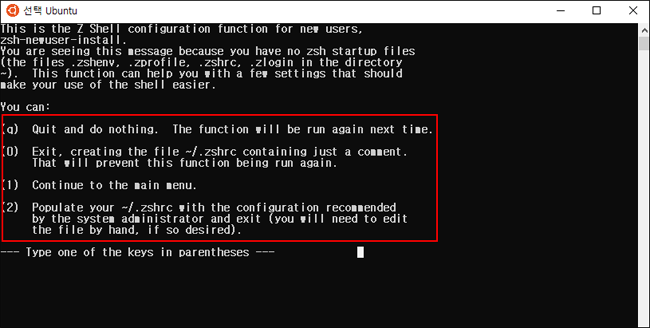 선택 Ubuntu
This is the Z Shell configuration function for new users,
zsh-newuser-install.
You are seeing this message because you have no zsh startup files
(the files .zshenv, .zprofile, .zshrc, .zlogin in the directory
~).  This function can help you with a few settings that should
make your use of the shell easier.
You can:
(q)  Quit and do nothing.  The function will be run again next time.
(0)  Exit, creating the file ~/.zshrc containing just a comment.
That will prevent this function being run again.
(1)  Continue to the main menu.
(2)  Populate your ~/.zshrc with the configuration recommended
by the system administrator and exit (you will need to edit
the file by hand, if so desired).
--- Type one of the keys in parentheses ---